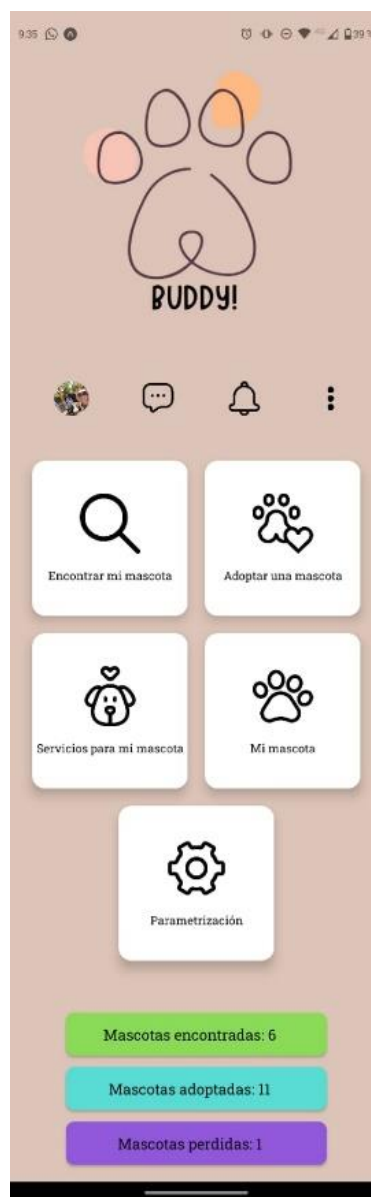 9:35 39 %
BUDDY!
Encontrar mi mascota
Adoptar una mascota
Servicios para mi mascota
Mi mascota
Parametrización
Mascotas encontradas: 6
Mascotas adoptadas: 11
Mascotas perdidas: 1